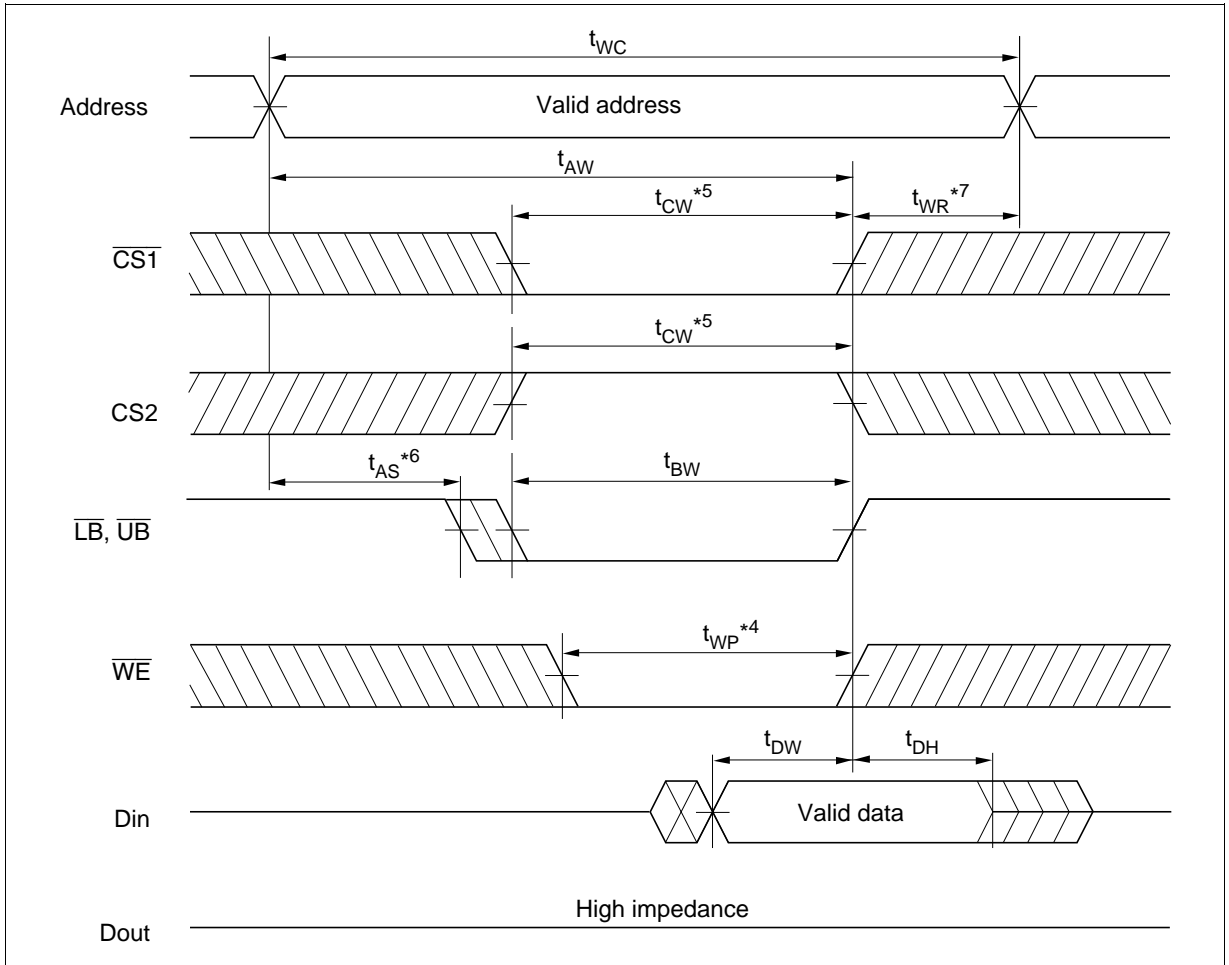 tWC
Address
Valid address
tAW
tCW*5
tWR*7
CS1
tCW*5
CS2
tAS*6
tBW
LB, UB
tWP*4
WE
tDW
tDH
Din
Valid data
High impedance
Dout